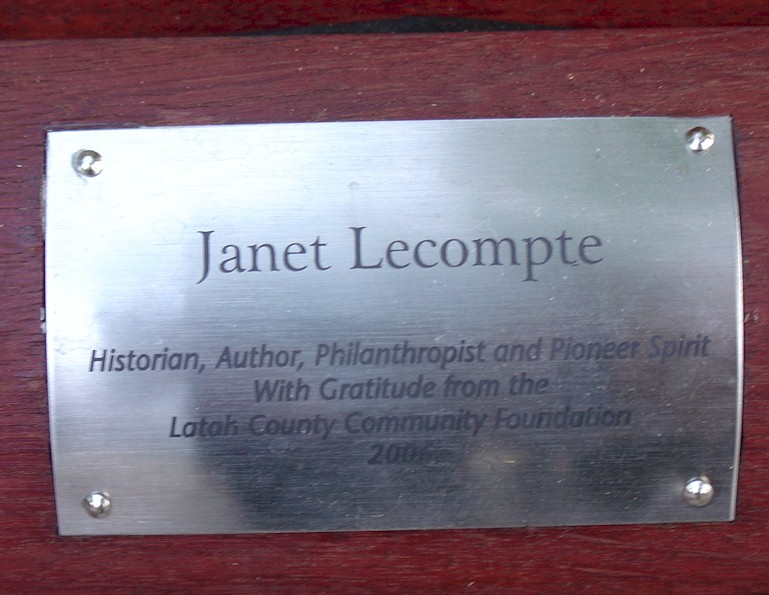 Janet Lecompte
Historian, Author, Philanthropist and Pioneer Spirit
With Gratitude from the
Latah County Community Foundation